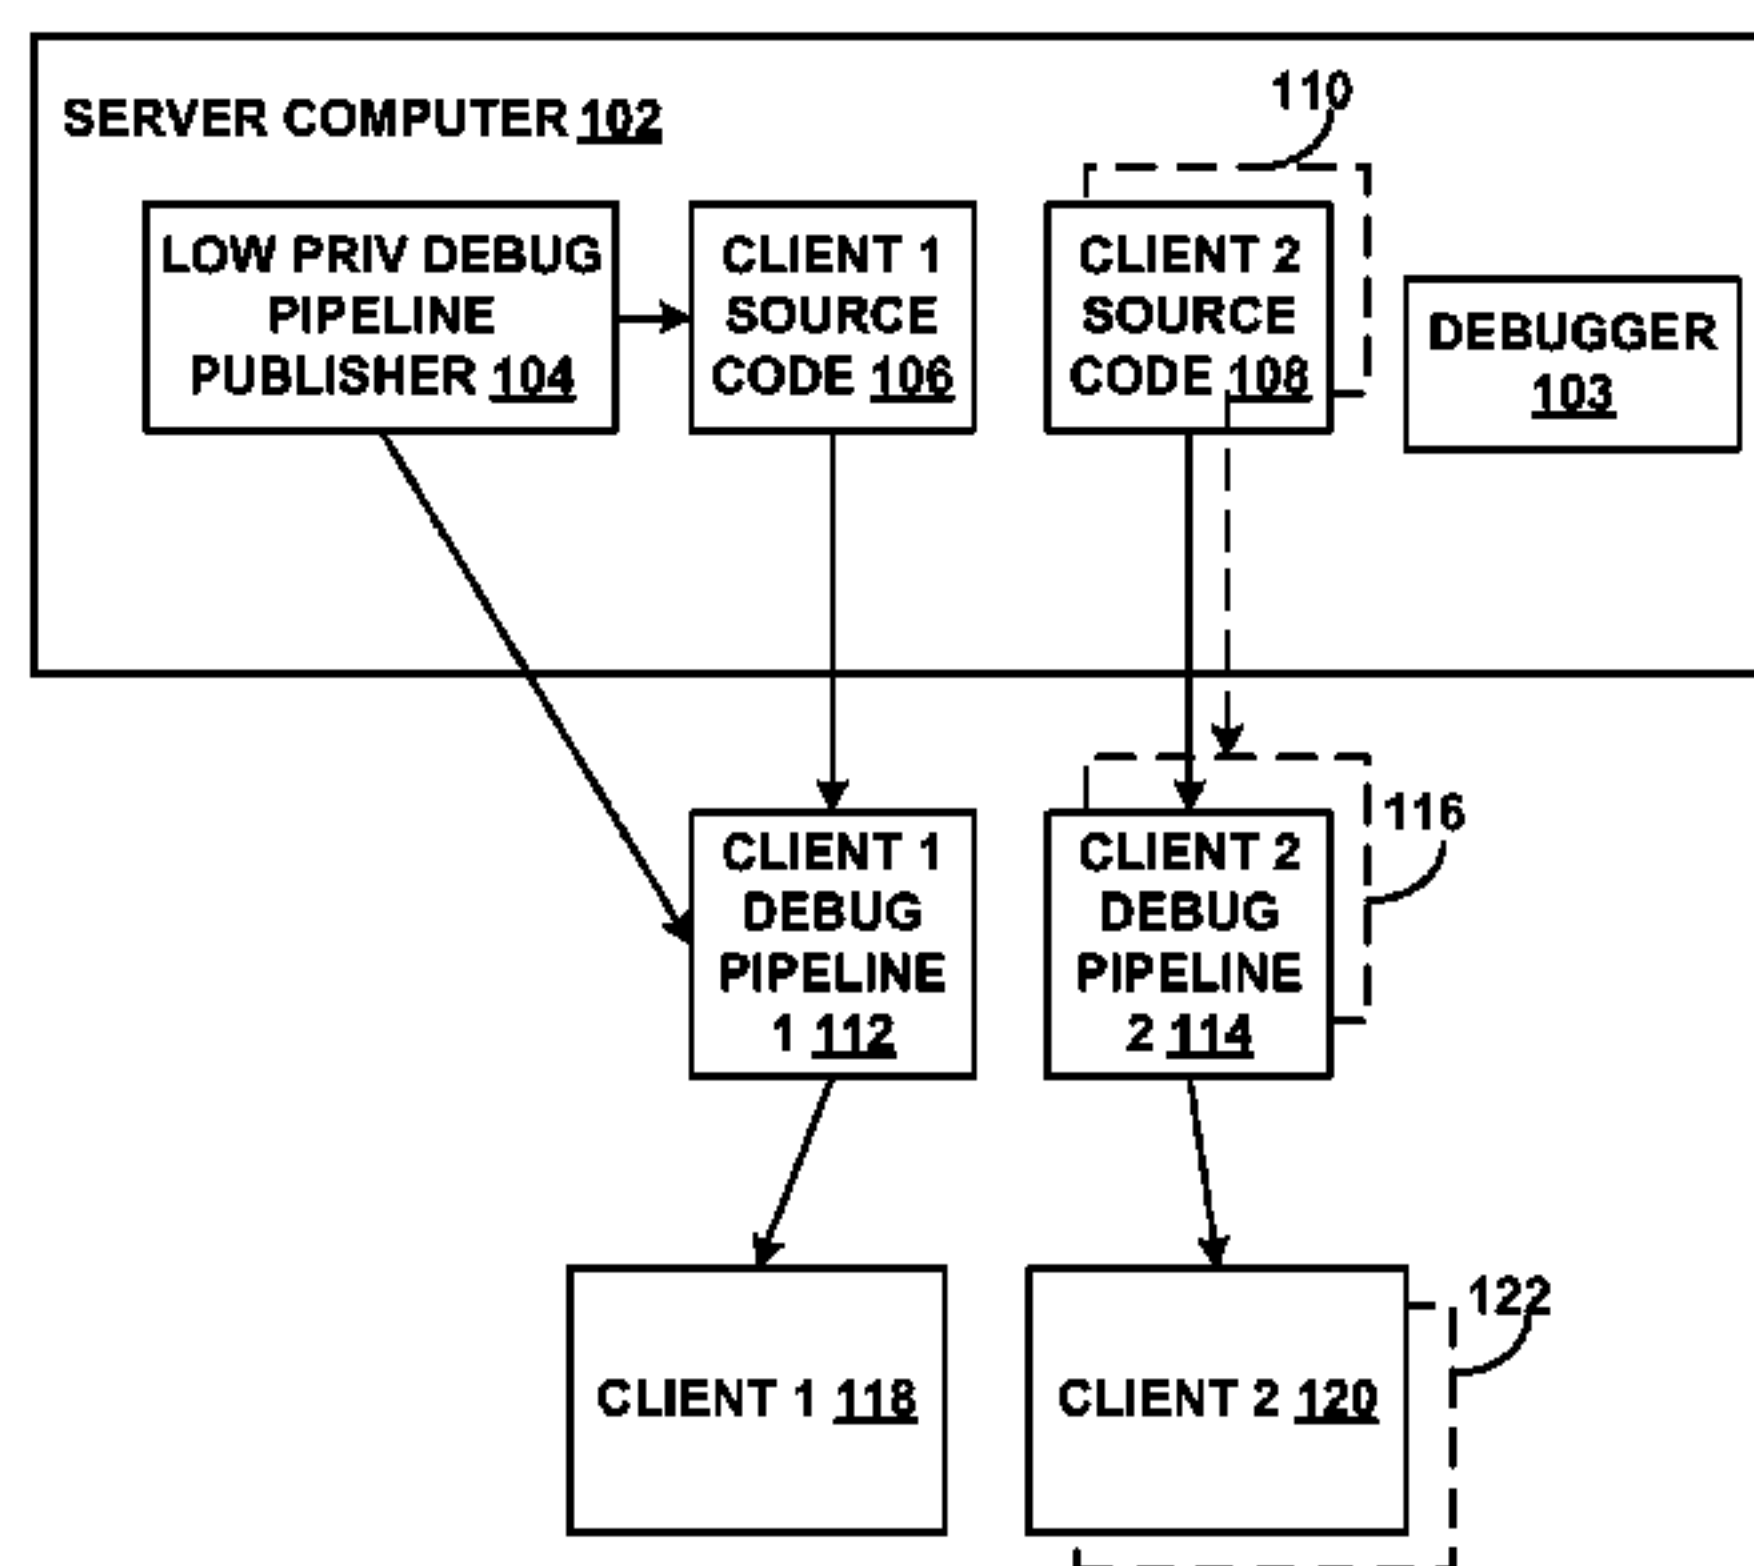 110
SERVER COMPUTER 102
LOW PRIV DEBUG
PIPELINE
PUBLISHER 104
CLIENT 1
SOURCE
CODE 106
CLIENT 2
SOURCE
CODE 108
DEBUGGER
103
116
CLIENT 1
DEBUG
PIPELINE
1 112
CLIENT 2
DEBUG
PIPELINE
2 114
122
CLIENT 1 118
CLIENT 2 120